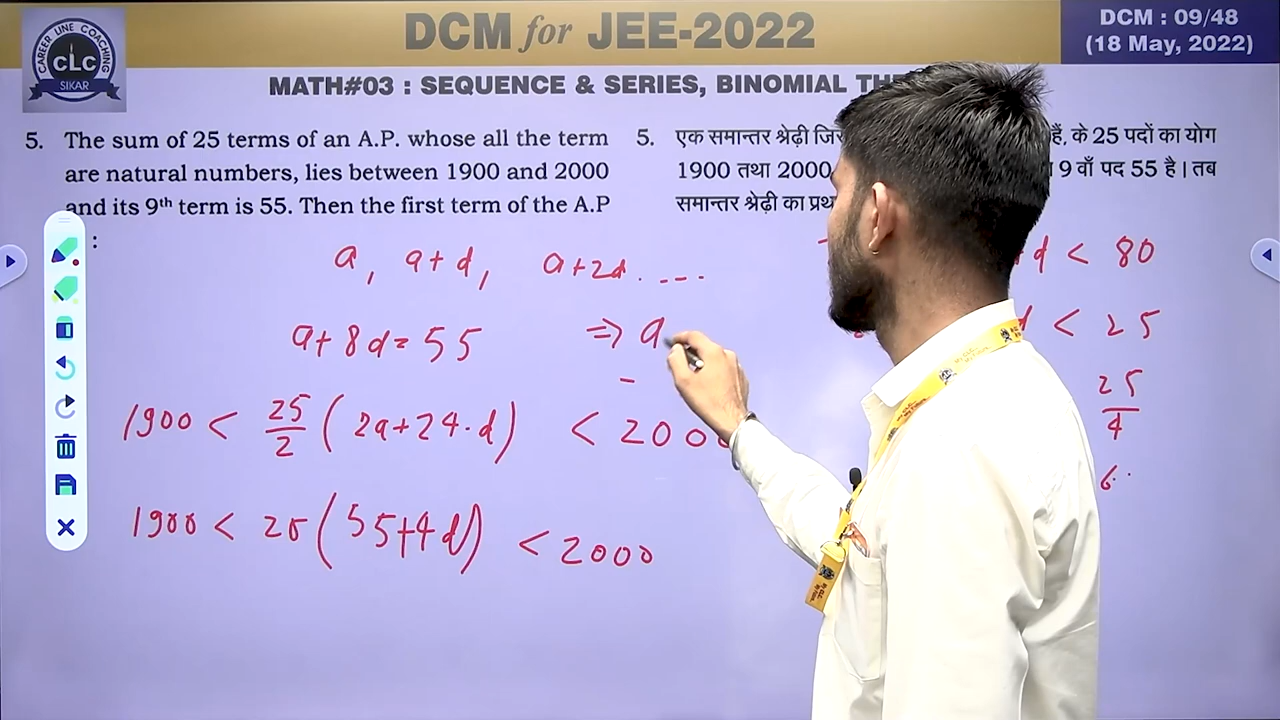 CAREER LINE COACHING
CLC
SIKAR
DCM for JEE-2022
DCM : 09/48
(18 May, 2022)
MATH#03 : SEQUENCE & SERIES, BINOMIAL
5. The sum of 25 terms of an A.P. whose all the term
are natural numbers, lies between 1900 and 2000
and its 9th term is 55. Then the first term of the A.P
:
5. एक समान्तर श्रेढ़ी के 25 पदों का योग
1900 तथा 2000 9 वाँ पद 55 है। तब
समान्तर श्रेढ़ी का
a, a+d, a+2d.....
a+8d=55 ⇒ a
1900 < 25/2 (2a+24·d) < 2000
1900 < 25 (55+4d) < 2000
d < 80
d < 25
25/4
6..